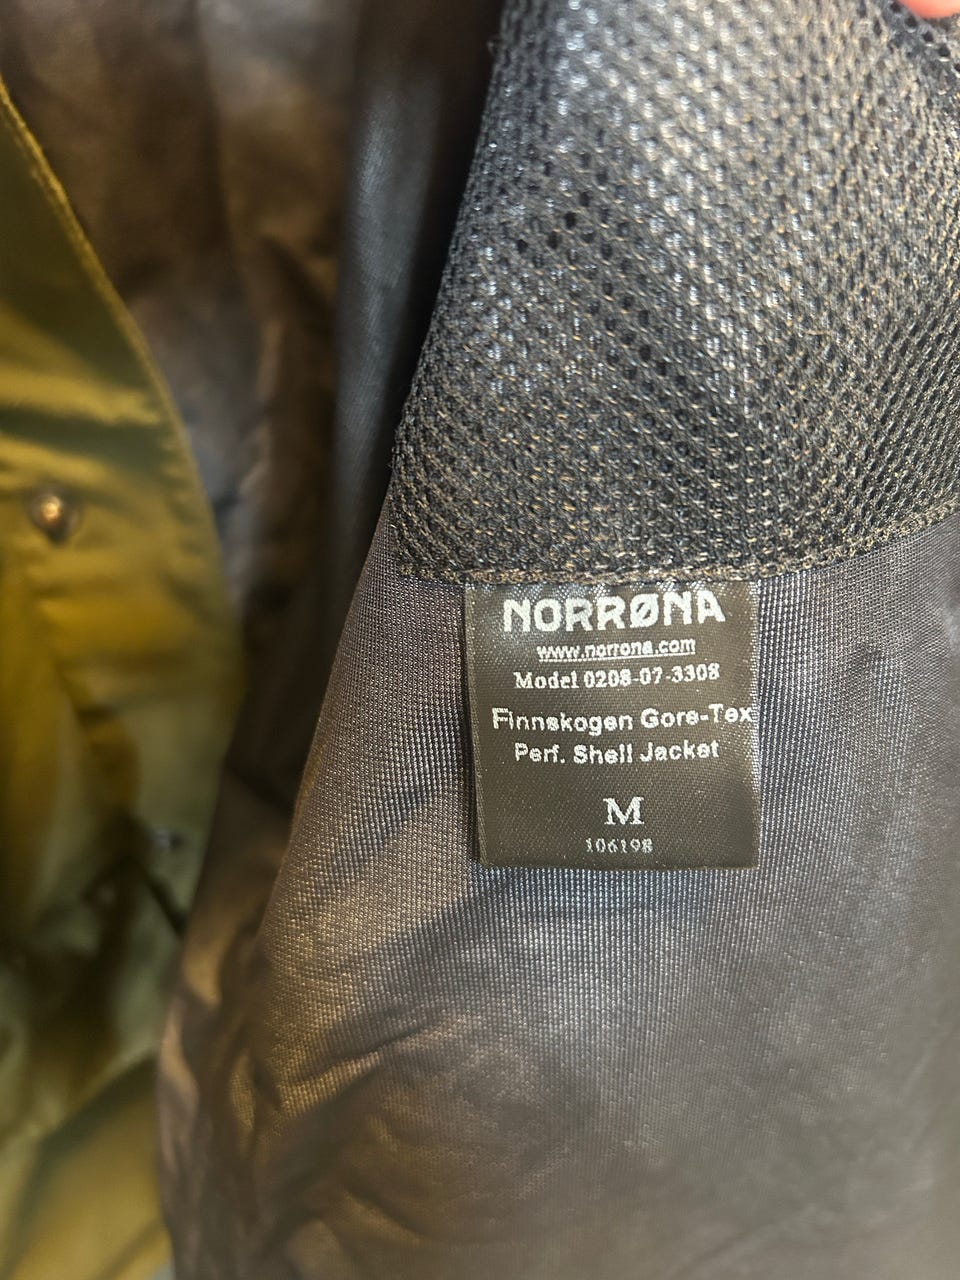 NORRØNA
www.norrona.com
Model 0208-07-3308
Finnskogen Gore-Tex
Perf. Shell Jacket
M
106198